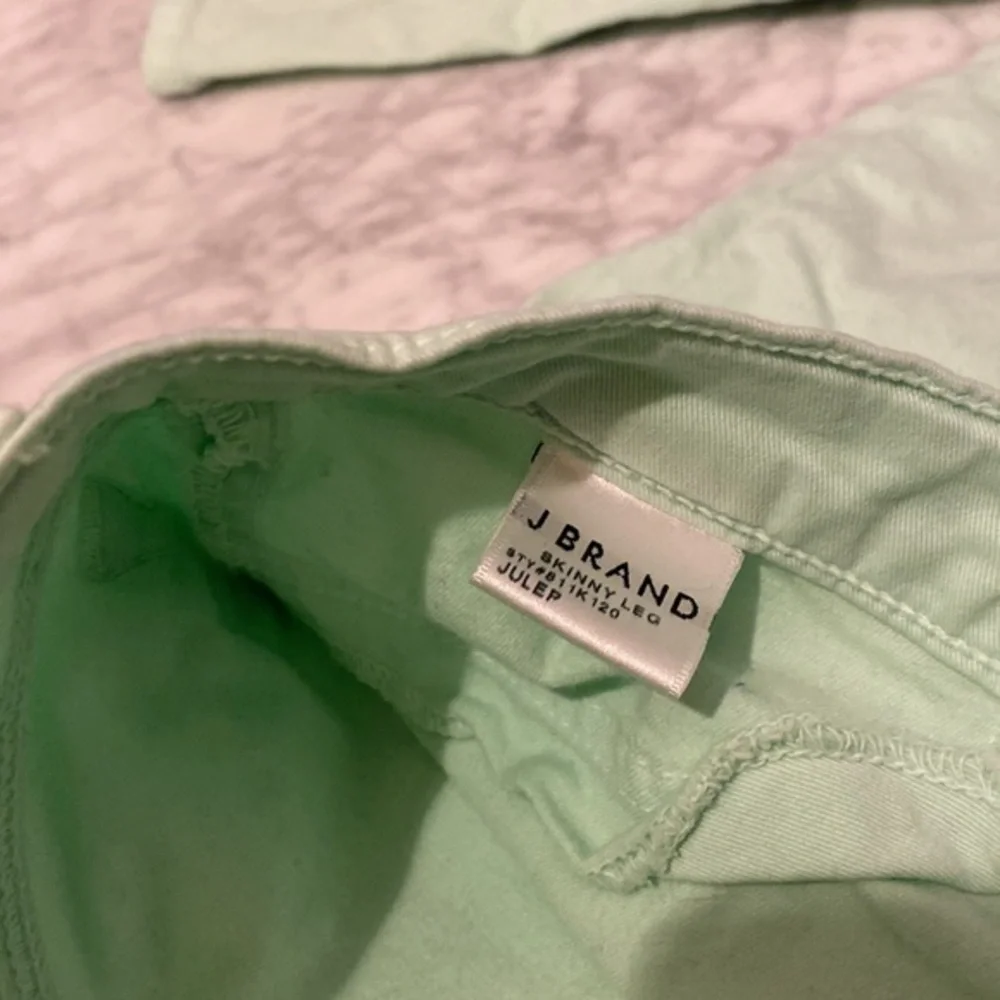 J BRAND
SKINNY LEG
STY#811K120
JULEP